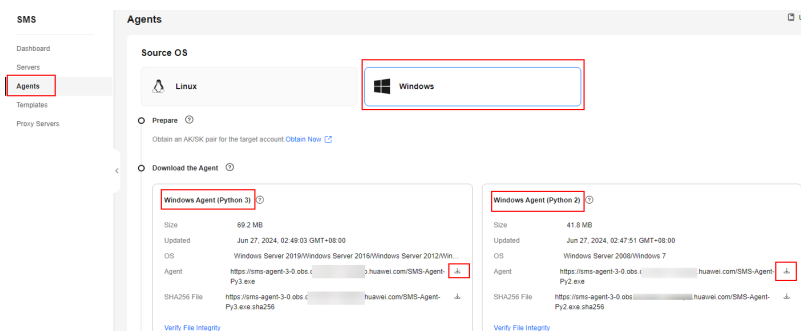 SMS
Agents
Dashboard
Servers
Agents
Templates
Proxy Servers
Source OS
Linux
Windows
Prepare
Obtain an AK/SK pair for the target account.Obtain Now
Download the Agent
Windows Agent (Python 3)
Size 69.2 MB
Updated Jun 27, 2024, 02:49:03 GMT+08:00
OS Windows Server 2019/Windows Server 2016/Windows Server 2012/Win...
Agent https://sms-agent-3-0.obs.c o.huawei.com/SMS-Agent-
Py3.exe
SHA256 File https://sms-agent-3-0.obs.c huawei.com/SMS-Agent-
Py3.exe.sha256
Verify File Integrity
Windows Agent (Python 2)
Size 41.8 MB
Updated Jun 27, 2024, 02:47:51 GMT+08:00
OS Windows Server 2008/Windows 7
Agent https://sms-agent-3-0.obs .huawei.com/SMS-Agent-
Py2.exe
SHA256 File https://sms-agent-3-0.obs .huawei.com/SMS-Agent-
Py2.exe.sha256
Verify File Integrity